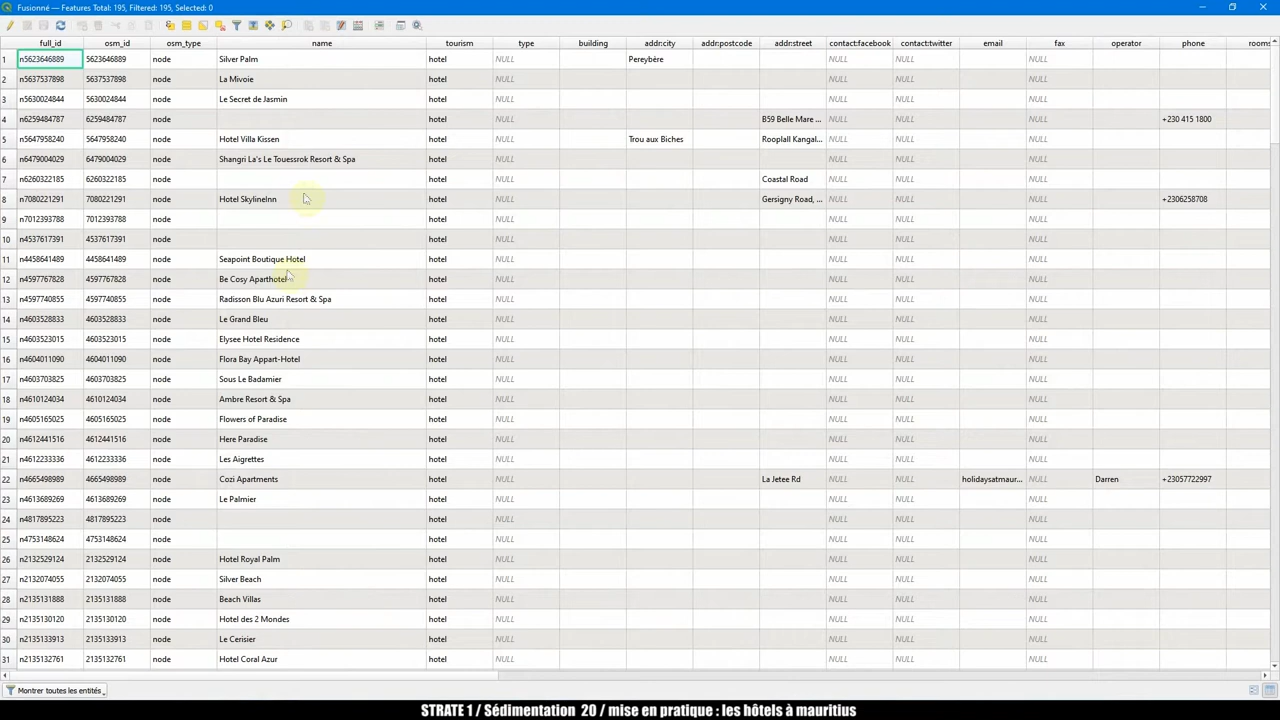 Fusionné — Features Total: 195, Filtered: 195, Selected: 0
full_id osm_id osm_type name tourism type building addr:city addr:postcode addr:street contact:facebook contact:twitter email fax operator phone rooms
1 n5623646889 5623646889 node Silver Palm hotel NULL Pereybère NULL NULL NULL
2 n5637537898 5637537898 node La Mivoie hotel NULL NULL NULL NULL
3 n5630024844 5630024844 node Le Secret de Jasmin hotel NULL NULL NULL NULL
4 n6259484787 6259484787 node hotel NULL B59 Belle Mare ... NULL NULL NULL +230 415 1800
5 n5647958240 5647958240 node Hotel Villa Kissen hotel NULL Trou aux Biches Rooplall Kangal... NULL NULL NULL
6 n6479004029 6479004029 node Shangri La's Le Touessrok Resort & Spa hotel NULL NULL NULL NULL
7 n6260322185 6260322185 node hotel NULL Coastal Road NULL NULL NULL
8 n7080221291 7080221291 node Hotel SkylineInn hotel NULL Gersigny Road, ... NULL NULL NULL +2306258708
9 n7012393788 7012393788 node hotel NULL NULL NULL NULL
10 n4537617391 4537617391 node hotel NULL NULL NULL NULL
11 n4458641489 4458641489 node Seapoint Boutique Hotel hotel NULL NULL NULL NULL
12 n4597767828 4597767828 node Be Cosy Aparthotel hotel NULL NULL NULL NULL
13 n4597740855 4597740855 node Radisson Blu Azuri Resort & Spa hotel NULL NULL NULL NULL
14 n4603528833 4603528833 node Le Grand Bleu hotel NULL NULL NULL NULL
15 n4603523015 4603523015 node Elysee Hotel Residence hotel NULL NULL NULL NULL
16 n4604011090 4604011090 node Flora Bay Appart-Hotel hotel NULL NULL NULL NULL
17 n4603703825 4603703825 node Sous Le Badamier hotel NULL NULL NULL NULL
18 n4610124034 4610124034 node Ambre Resort & Spa hotel NULL NULL NULL NULL
19 n4605165025 4605165025 node Flowers of Paradise hotel NULL NULL NULL NULL
20 n4612441516 4612441516 node Here Paradise hotel NULL NULL NULL NULL
21 n4612233336 4612233336 node Les Aigrettes hotel NULL NULL NULL NULL
22 n4665498989 4665498989 node Cozi Apartments hotel NULL La Jetee Rd NULL NULL holidaysatmaur... NULL Darren +23057722997
23 n4613689269 4613689269 node Le Palmier hotel NULL NULL NULL NULL
24 n4817895223 4817895223 node hotel NULL NULL NULL NULL
25 n4753148624 4753148624 node hotel NULL NULL NULL NULL
26 n2132529124 2132529124 node Hotel Royal Palm hotel NULL NULL NULL NULL
27 n2132074055 2132074055 node Silver Beach hotel NULL NULL NULL NULL
28 n2135131888 2135131888 node Beach Villas hotel NULL NULL NULL NULL
29 n2135130120 2135130120 node Hotel des 2 Mondes hotel NULL NULL NULL NULL
30 n2135133913 2135133913 node Le Cerisier hotel NULL NULL NULL NULL
31 n2135132761 2135132761 node Hotel Coral Azur hotel NULL NULL NULL NULL
Montrer toutes les entités
STRATE 1 / Sédimentation 20 / mise en pratique : les hôtels à mauritius